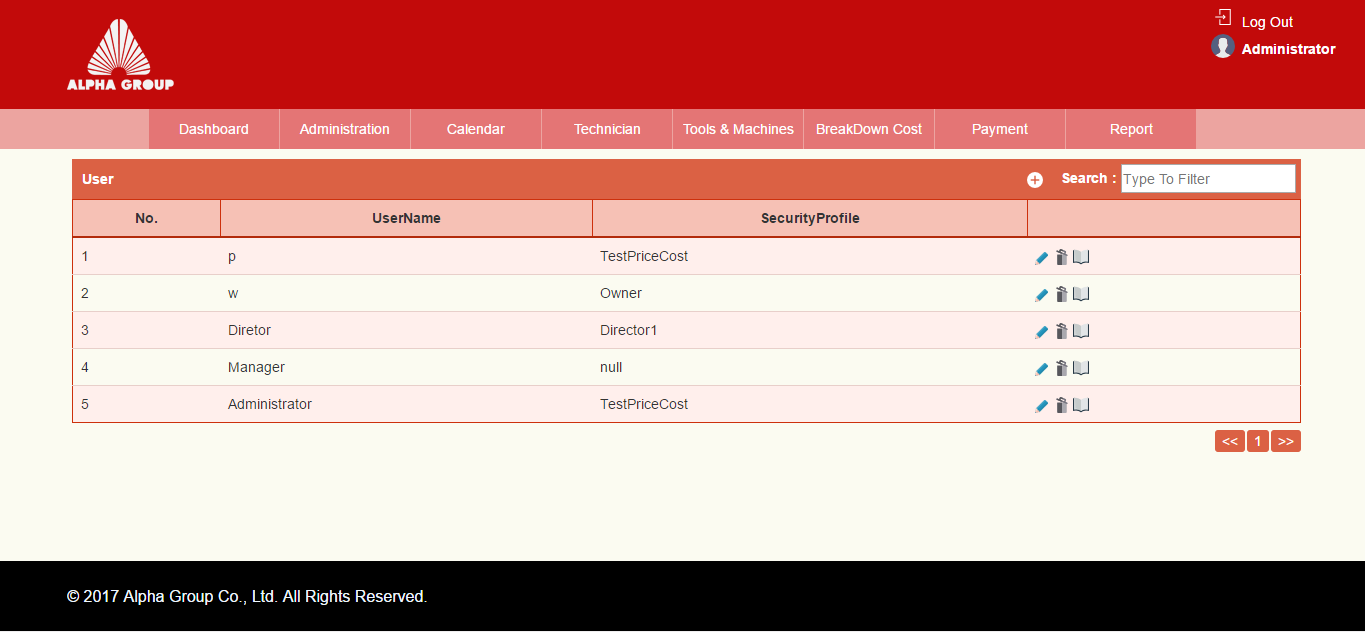 Log Out
ALPHA GROUP
Administrator
Dashboard Administration Calendar Technician Tools & Machines BreakDown Cost Payment Report
User Search : Type To Filter
No. UserName SecurityProfile
1 p TestPriceCost
2 w Owner
3 Diretor Director1
4 Manager null
5 Administrator TestPriceCost
<< 1 >>
© 2017 Alpha Group Co., Ltd. All Rights Reserved.